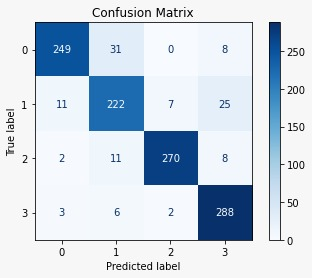 Confusion Matrix
True label
0 249 31 0 8
1 11 222 7 25
2 2 11 270 8
3 3 6 2 288
0 1 2 3
Predicted label
250
200
150
100
50
0